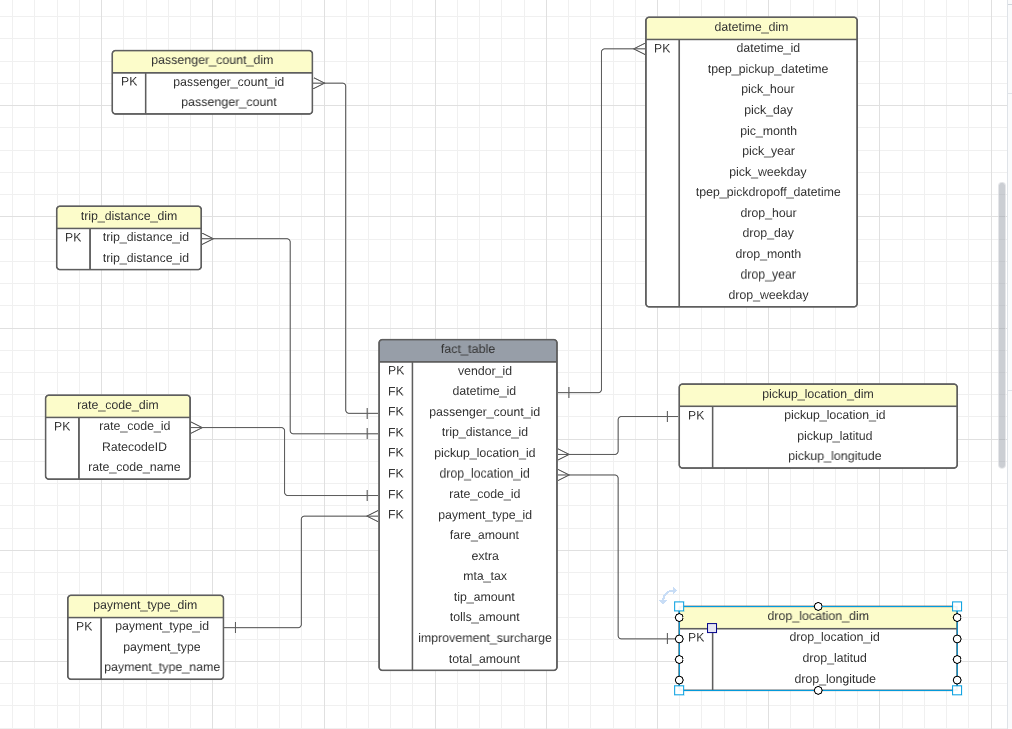 passenger_count_dim
PK passenger_count_id
passenger_count
datetime_dim
PK datetime_id
tpep_pickup_datetime
pick_hour
pick_day
pic_month
pick_year
pick_weekday
tpep_pickdropoff_datetime
drop_hour
drop_day
drop_month
drop_year
drop_weekday
trip_distance_dim
PK trip_distance_id
trip_distance_id
fact_table
PK vendor_id
FK datetime_id
FK passenger_count_id
FK trip_distance_id
FK pickup_location_id
FK drop_location_id
FK rate_code_id
FK payment_type_id
fare_amount
extra
mta_tax
tip_amount
tolls_amount
improvement_surcharge
total_amount
rate_code_dim
PK rate_code_id
RatecodeID
rate_code_name
pickup_location_dim
PK pickup_location_id
pickup_latitud
pickup_longitude
payment_type_dim
PK payment_type_id
payment_type
payment_type_name
drop_location_dim
PK drop_location_id
drop_latitud
drop_longitude